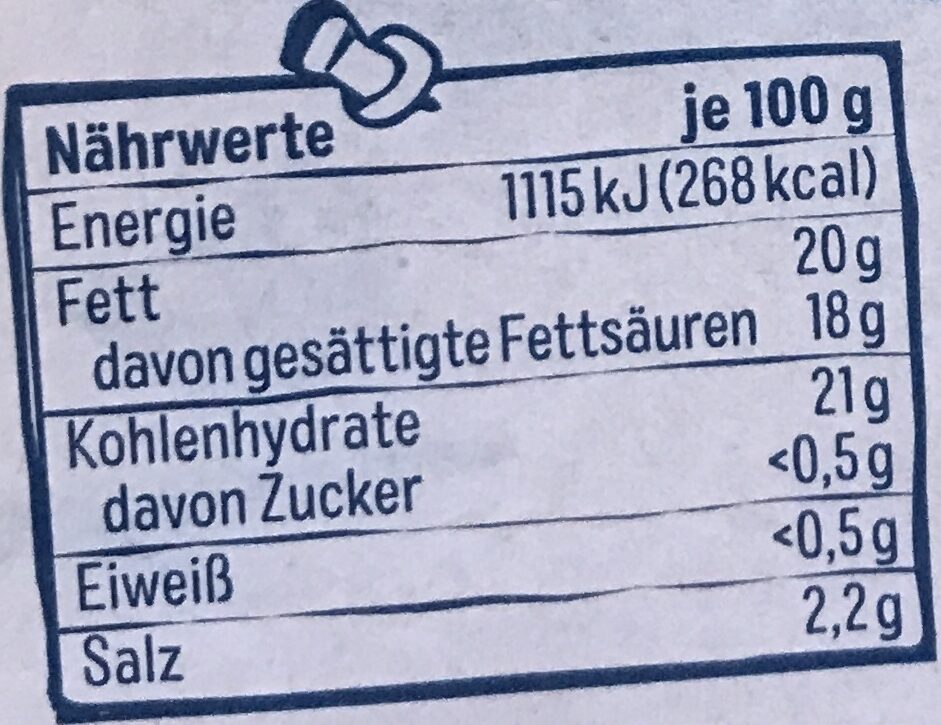 Nährwerte je 100 g
Energie 1115 kJ (268 kcal)
Fett 20 g
davon gesättigte Fettsäuren 18 g
Kohlenhydrate 21 g
davon Zucker <0,5 g
Eiweiß <0,5 g
Salz 2,2 g